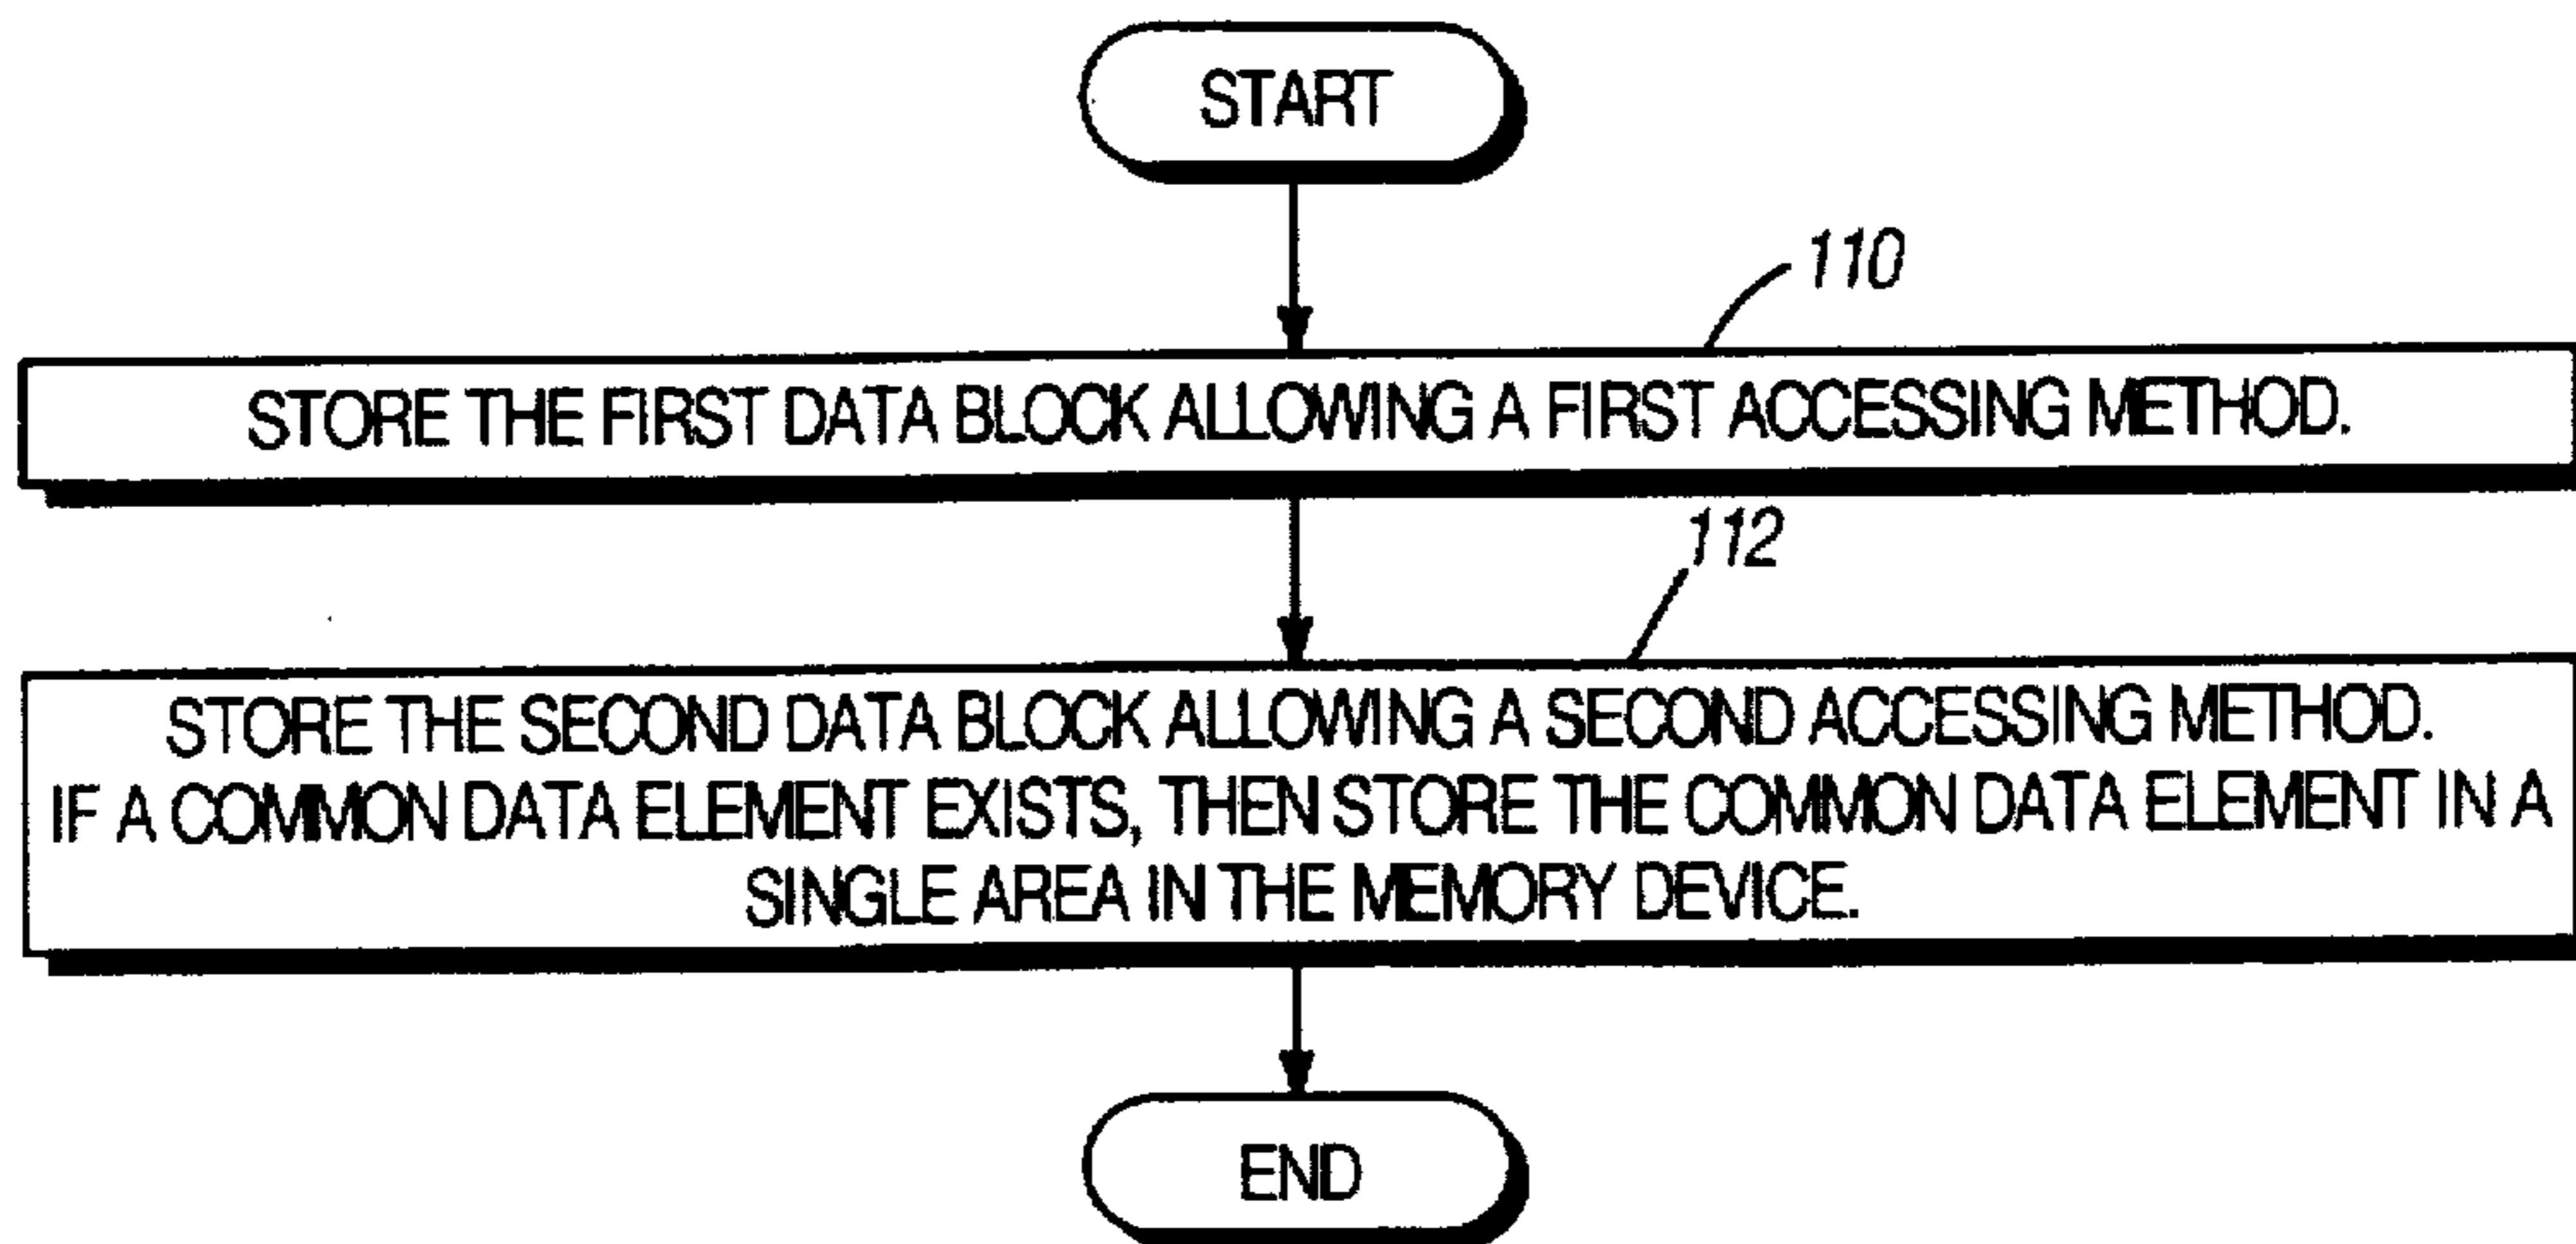 START
110
STORE THE FIRST DATA BLOCK ALLOWING A FIRST ACCESSING METHOD.
112
STORE THE SECOND DATA BLOCK ALLOWING A SECOND ACCESSING METHOD.
IF A COMMON DATA ELEMENT EXISTS, THEN STORE THE COMMON DATA ELEMENT IN A
SINGLE AREA IN THE MEMORY DEVICE.
END